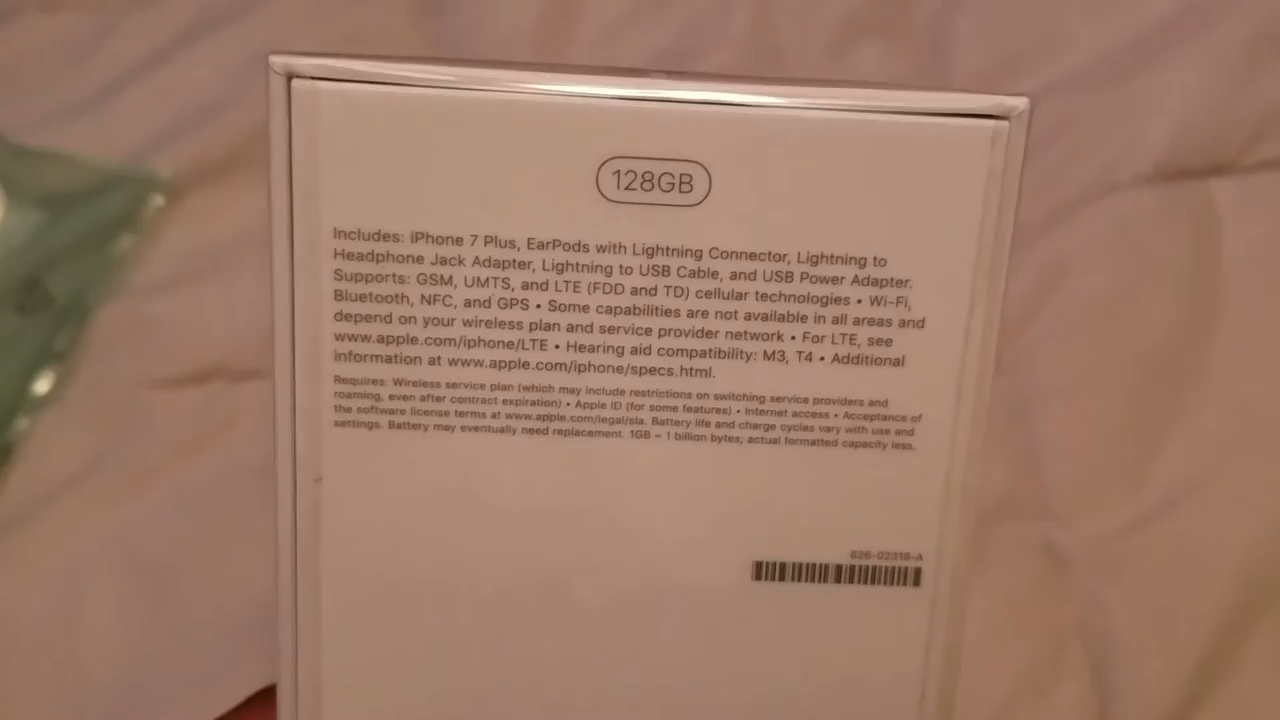 128GB
Includes: iPhone 7 Plus, EarPods with Lightning Connector, Lightning to
Headphone Jack Adapter, Lightning to USB Cable, and USB Power Adapter.
Supports: GSM, UMTS, and LTE (FDD and TD) cellular technologies • Wi-Fi,
Bluetooth, NFC, and GPS • Some capabilities are not available in all areas and
depend on your wireless plan and service provider network • For LTE, see
www.apple.com/iphone/LTE • Hearing aid compatibility: M3, T4 • Additional
information at www.apple.com/iphone/specs.html.
Requires: Wireless service plan (which may include restrictions on switching service providers and
roaming, even after contract expiration) • Apple ID (for some features) • Internet access • Acceptance of
the software license terms at www.apple.com/legal/sla. Battery life and charge cycles vary with use and
settings. Battery may eventually need replacement. 1GB = 1 billion bytes; actual formatted capacity less.
826-02318-A